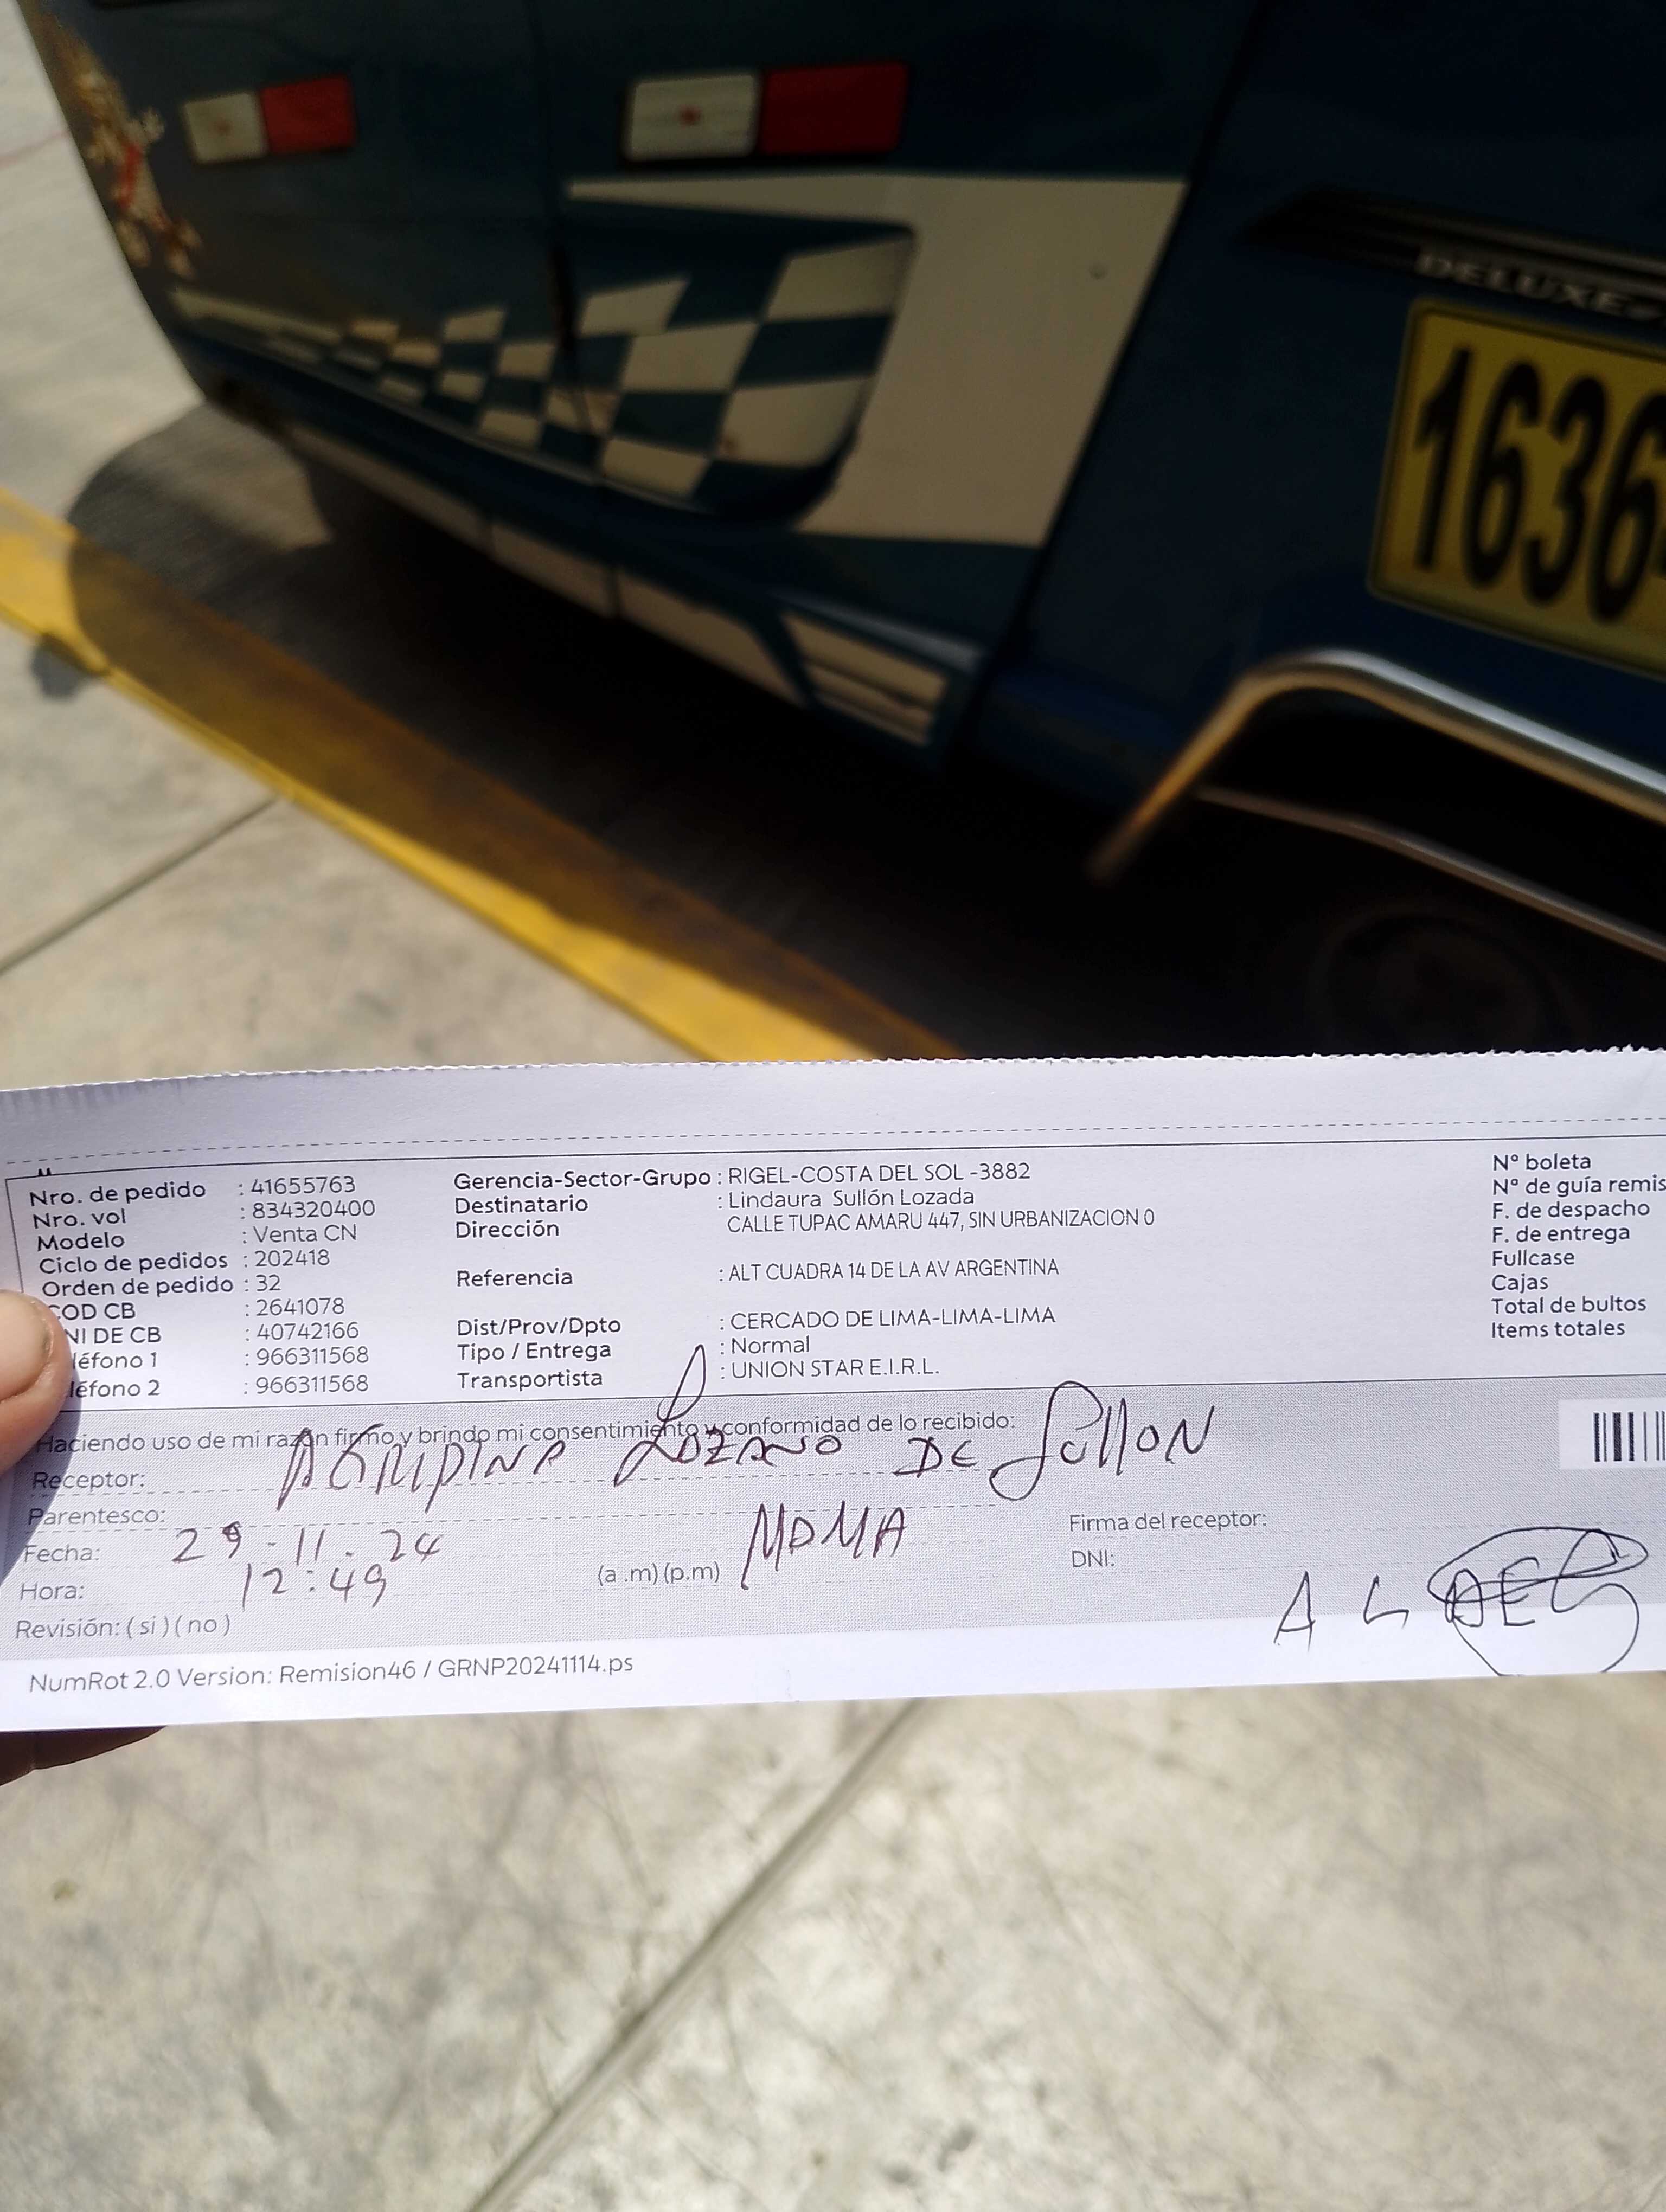 DELUXE
1636
Nro. de pedido : 41655763
Nro. vol : 834320400
Modelo : Venta CN
Ciclo de pedidos : 202418
Orden de pedido : 32
COD CB : 2641078
NI DE CB : 40742166
léfono 1 : 966311568
léfono 2 : 966311568
Gerencia-Sector-Grupo : RIGEL-COSTA DEL SOL -3882
Destinatario : Lindaura Sullón Lozada
Dirección CALLE TUPAC AMARU 447, SIN URBANIZACION 0
Referencia : ALT CUADRA 14 DE LA AV ARGENTINA
Dist/Prov/Dpto : CERCADO DE LIMA-LIMA-LIMA
Tipo / Entrega : Normal
Transportista : UNION STAR E.I.R.L.
N° boleta
N° de guía remis
F. de despacho
F. de entrega
Fullcase
Cajas
Total de bultos
Items totales
Haciendo uso de mi razón firmo y brindo mi consentimiento y conformidad de lo recibido:
Receptor: AGRIPINA LOZANO DE SULLON
Parentesco: MAMA
Fecha: 29-11-24
Hora: 12:49 (a .m) (p.m)
Revisión: ( si ) ( no )
Firma del receptor:
DNI:
A L DE
NumRot 2.0 Version: Remision46 / GRNP20241114.ps